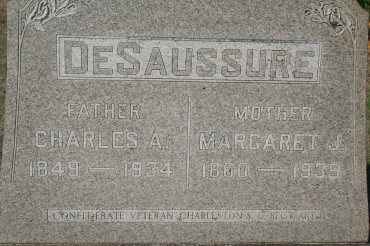 DESAUSSURE
FATHER
CHARLES A.
1849 — 1934
MOTHER
MARGARET J.
1860 — 1939
CONFEDERATE VETERAN CHARLESTON S. C.